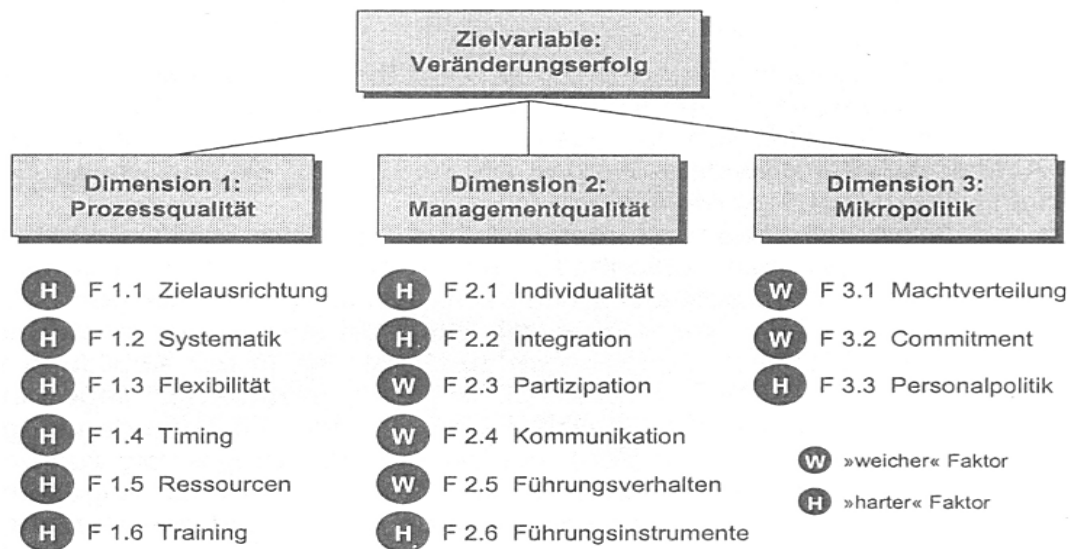 Zielvariable:
Veränderungserfolg
Dimension 1:
Prozessqualität
H F 1.1 Zielausrichtung
H F 1.2 Systematik
H F 1.3 Flexibilität
H F 1.4 Timing
H F 1.5 Ressourcen
H F 1.6 Training
Dimension 2:
Managementqualität
H F 2.1 Individualität
H F 2.2 Integration
W F 2.3 Partizipation
W F 2.4 Kommunikation
W F 2.5 Führungsverhalten
H F 2.6 Führungsinstrumente
Dimension 3:
Mikropolitik
W F 3.1 Machtverteilung
W F 3.2 Commitment
H F 3.3 Personalpolitik
W »weicher« Faktor
H »harter« Faktor